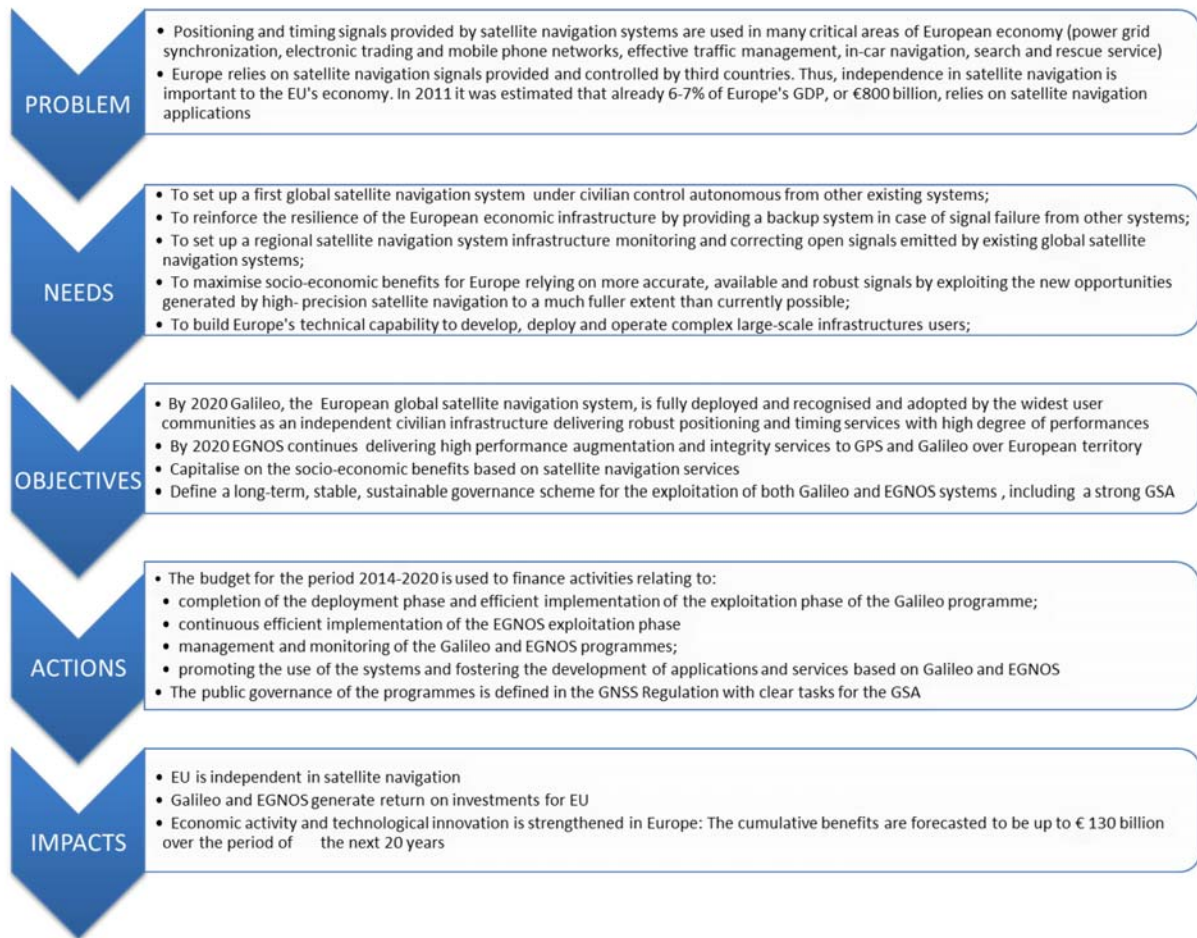 PROBLEM
• Positioning and timing signals provided by satellite navigation systems are used in many critical areas of European economy (power grid
synchronization, electronic trading and mobile phone networks, effective traffic management, in-car navigation, search and rescue service)
• Europe relies on satellite navigation signals provided and controlled by third countries. Thus, independence in satellite navigation is
important to the EU's economy. In 2011 it was estimated that already 6-7% of Europe's GDP, or €800 billion, relies on satellite navigation
applications
NEEDS
• To set up a first global satellite navigation system under civilian control autonomous from other existing systems;
• To reinforce the resilience of the European economic infrastructure by providing a backup system in case of signal failure from other systems;
• To set up a regional satellite navigation system infrastructure monitoring and correcting open signals emitted by existing global satellite
navigation systems;
• To maximise socio-economic benefits for Europe relying on more accurate, available and robust signals by exploiting the new opportunities
generated by high- precision satellite navigation to a much fuller extent than currently possible;
• To build Europe's technical capability to develop, deploy and operate complex large-scale infrastructures users;
OBJECTIVES
• By 2020 Galileo, the European global satellite navigation system, is fully deployed and recognised and adopted by the widest user
communities as an independent civilian infrastructure delivering robust positioning and timing services with high degree of performances
• By 2020 EGNOS continues delivering high performance augmentation and integrity services to GPS and Galileo over European territory
• Capitalise on the socio-economic benefits based on satellite navigation services
• Define a long-term, stable, sustainable governance scheme for the exploitation of both Galileo and EGNOS systems , including a strong GSA
ACTIONS
• The budget for the period 2014-2020 is used to finance activities relating to:
• completion of the deployment phase and efficient implementation of the exploitation phase of the Galileo programme;
• continuous efficient implementation of the EGNOS exploitation phase
• management and monitoring of the Galileo and EGNOS programmes;
• promoting the use of the systems and fostering the development of applications and services based on Galileo and EGNOS
• The public governance of the programmes is defined in the GNSS Regulation with clear tasks for the GSA
IMPACTS
• EU is independent in satellite navigation
• Galileo and EGNOS generate return on investments for EU
• Economic activity and technological innovation is strengthened in Europe: The cumulative benefits are forecasted to be up to € 130 billion
over the period of the next 20 years